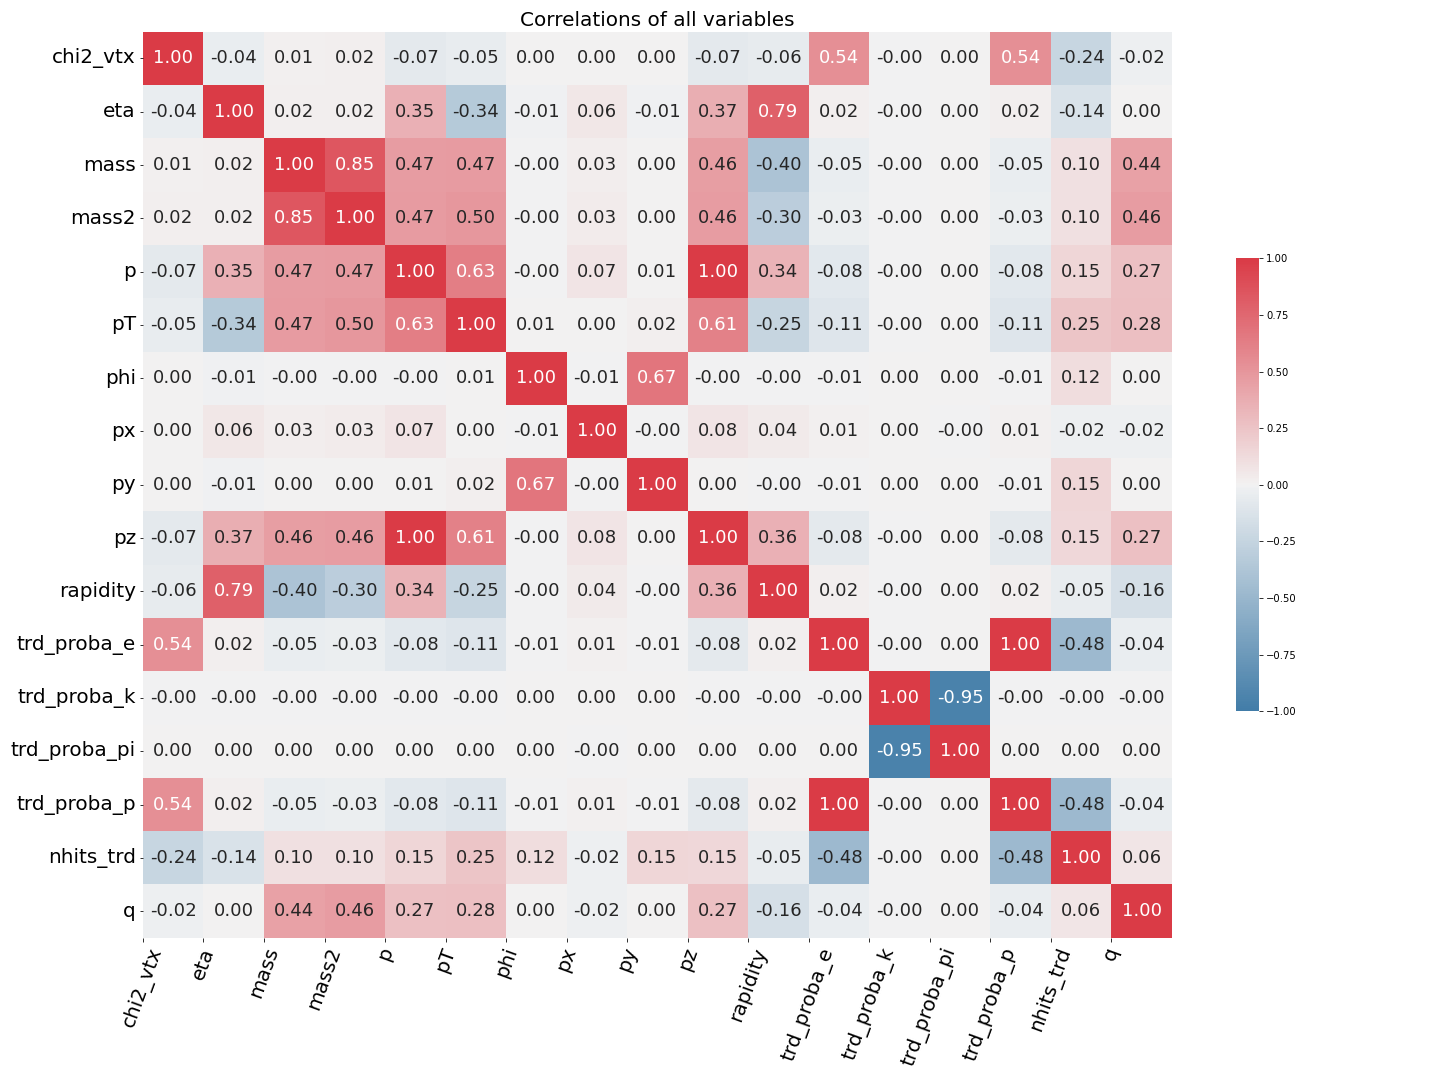 Correlations of all variables
chi2_vtx 1.00 -0.04 0.01 0.02 -0.07 -0.05 0.00 0.00 0.00 -0.07 -0.06 0.54 -0.00 0.00 0.54 -0.24 -0.02
eta -0.04 1.00 0.02 0.02 0.35 -0.34 -0.01 0.06 -0.01 0.37 0.79 0.02 -0.00 0.00 0.02 -0.14 0.00
mass 0.01 0.02 1.00 0.85 0.47 0.47 -0.00 0.03 0.00 0.46 -0.40 -0.05 -0.00 0.00 -0.05 0.10 0.44
mass2 0.02 0.02 0.85 1.00 0.47 0.50 -0.00 0.03 0.00 0.46 -0.30 -0.03 -0.00 0.00 -0.03 0.10 0.46
p -0.07 0.35 0.47 0.47 1.00 0.63 -0.00 0.07 0.01 1.00 0.34 -0.08 -0.00 0.00 -0.08 0.15 0.27
pT -0.05 -0.34 0.47 0.50 0.63 1.00 0.01 0.00 0.02 0.61 -0.25 -0.11 -0.00 0.00 -0.11 0.25 0.28
phi 0.00 -0.01 -0.00 -0.00 -0.00 0.01 1.00 -0.01 0.67 -0.00 -0.00 -0.01 0.00 0.00 -0.01 0.12 0.00
px 0.00 0.06 0.03 0.03 0.07 0.00 -0.01 1.00 -0.00 0.08 0.04 0.01 0.00 -0.00 0.01 -0.02 -0.02
py 0.00 -0.01 0.00 0.00 0.01 0.02 0.67 -0.00 1.00 0.00 -0.00 -0.01 0.00 0.00 -0.01 0.15 0.00
pz -0.07 0.37 0.46 0.46 1.00 0.61 -0.00 0.08 0.00 1.00 0.36 -0.08 -0.00 0.00 -0.08 0.15 0.27
rapidity -0.06 0.79 -0.40 -0.30 0.34 -0.25 -0.00 0.04 -0.00 0.36 1.00 0.02 -0.00 0.00 0.02 -0.05 -0.16
trd_proba_e 0.54 0.02 -0.05 -0.03 -0.08 -0.11 -0.01 0.01 -0.01 -0.08 0.02 1.00 -0.00 0.00 1.00 -0.48 -0.04
trd_proba_k -0.00 -0.00 -0.00 -0.00 -0.00 -0.00 0.00 0.00 0.00 -0.00 -0.00 -0.00 1.00 -0.95 -0.00 -0.00 -0.00
trd_proba_pi 0.00 0.00 0.00 0.00 0.00 0.00 0.00 -0.00 0.00 0.00 0.00 0.00 -0.95 1.00 0.00 0.00 0.00
trd_proba_p 0.54 0.02 -0.05 -0.03 -0.08 -0.11 -0.01 0.01 -0.01 -0.08 0.02 1.00 -0.00 0.00 1.00 -0.48 -0.04
nhits_trd -0.24 -0.14 0.10 0.10 0.15 0.25 0.12 -0.02 0.15 0.15 -0.05 -0.48 -0.00 0.00 -0.48 1.00 0.06
q -0.02 0.00 0.44 0.46 0.27 0.28 0.00 -0.02 0.00 0.27 -0.16 -0.04 -0.00 0.00 -0.04 0.06 1.00
chi2_vtx eta mass mass2 p pT phi px py pz rapidity trd_proba_e trd_proba_k trd_proba_pi trd_proba_p nhits_trd q
1.00
0.75
0.50
0.25
0.00
−0.25
−0.50
−0.75
−1.00